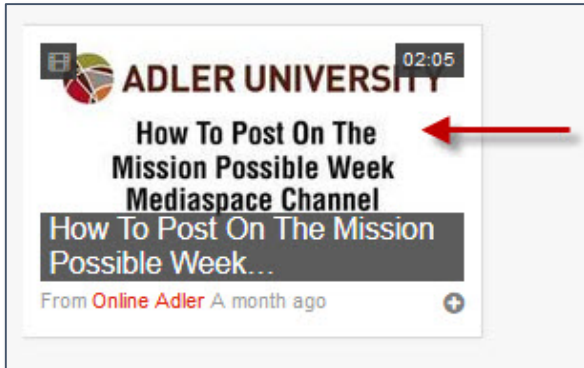 02:05
ADLER UNIVERSITY
How To Post On The
Mission Possible Week
Mediaspace Channel
How To Post On The Mission
Possible Week...
From Online Adler A month ago